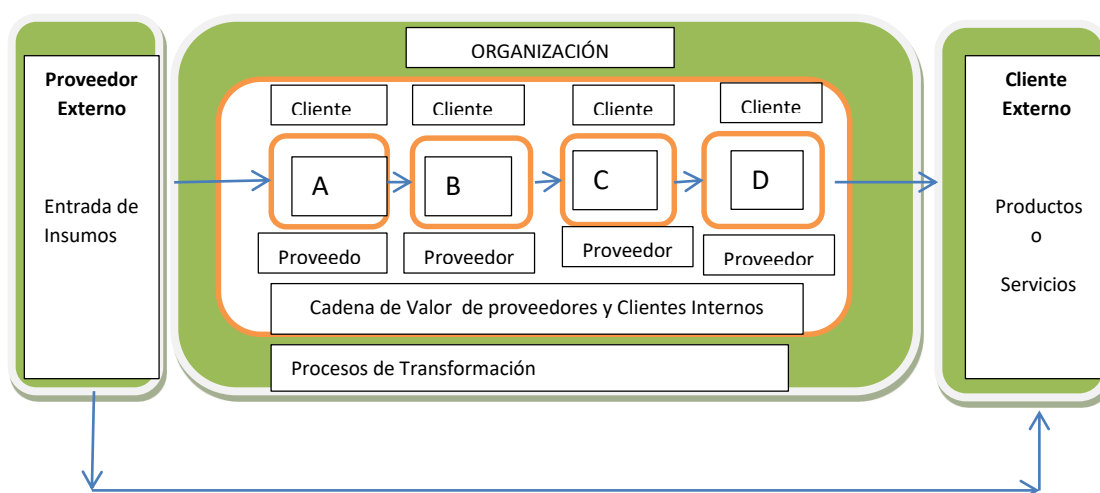 ORGANIZACIÓN
Proveedor
Externo
Entrada de
Insumos
Cliente
Cliente
Cliente
Cliente
A
B
C
D
Proveedo
Proveedor
Proveedor
Proveedor
Cadena de Valor de proveedores y Clientes Internos
Procesos de Transformación
Cliente
Externo
Productos
o
Servicios